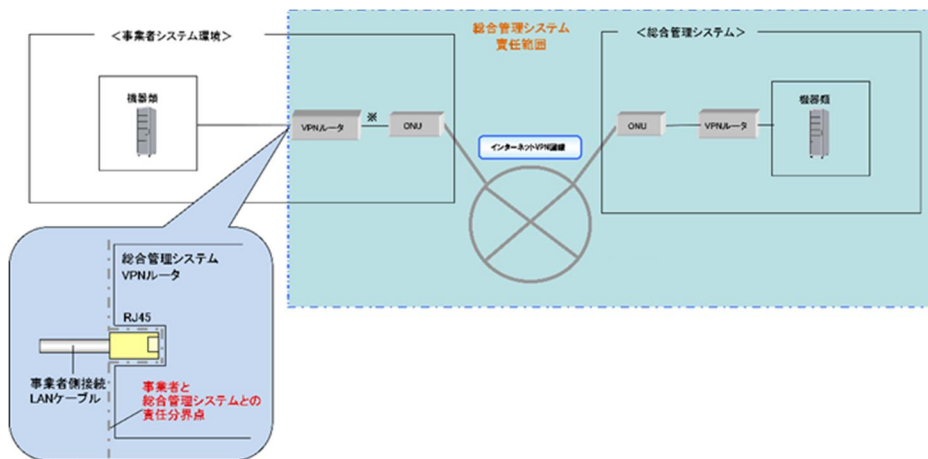 総合管理システム
責任範囲
＜事業者システム環境＞
＜総合管理システム＞
機器類
機器類
VPNルータ
※
ONU
ONU
VPNルータ
インターネットVPN回線
総合管理システム
VPNルータ
RJ45
事業者側接続
LANケーブル
事業者と
総合管理システムとの
責任分界点